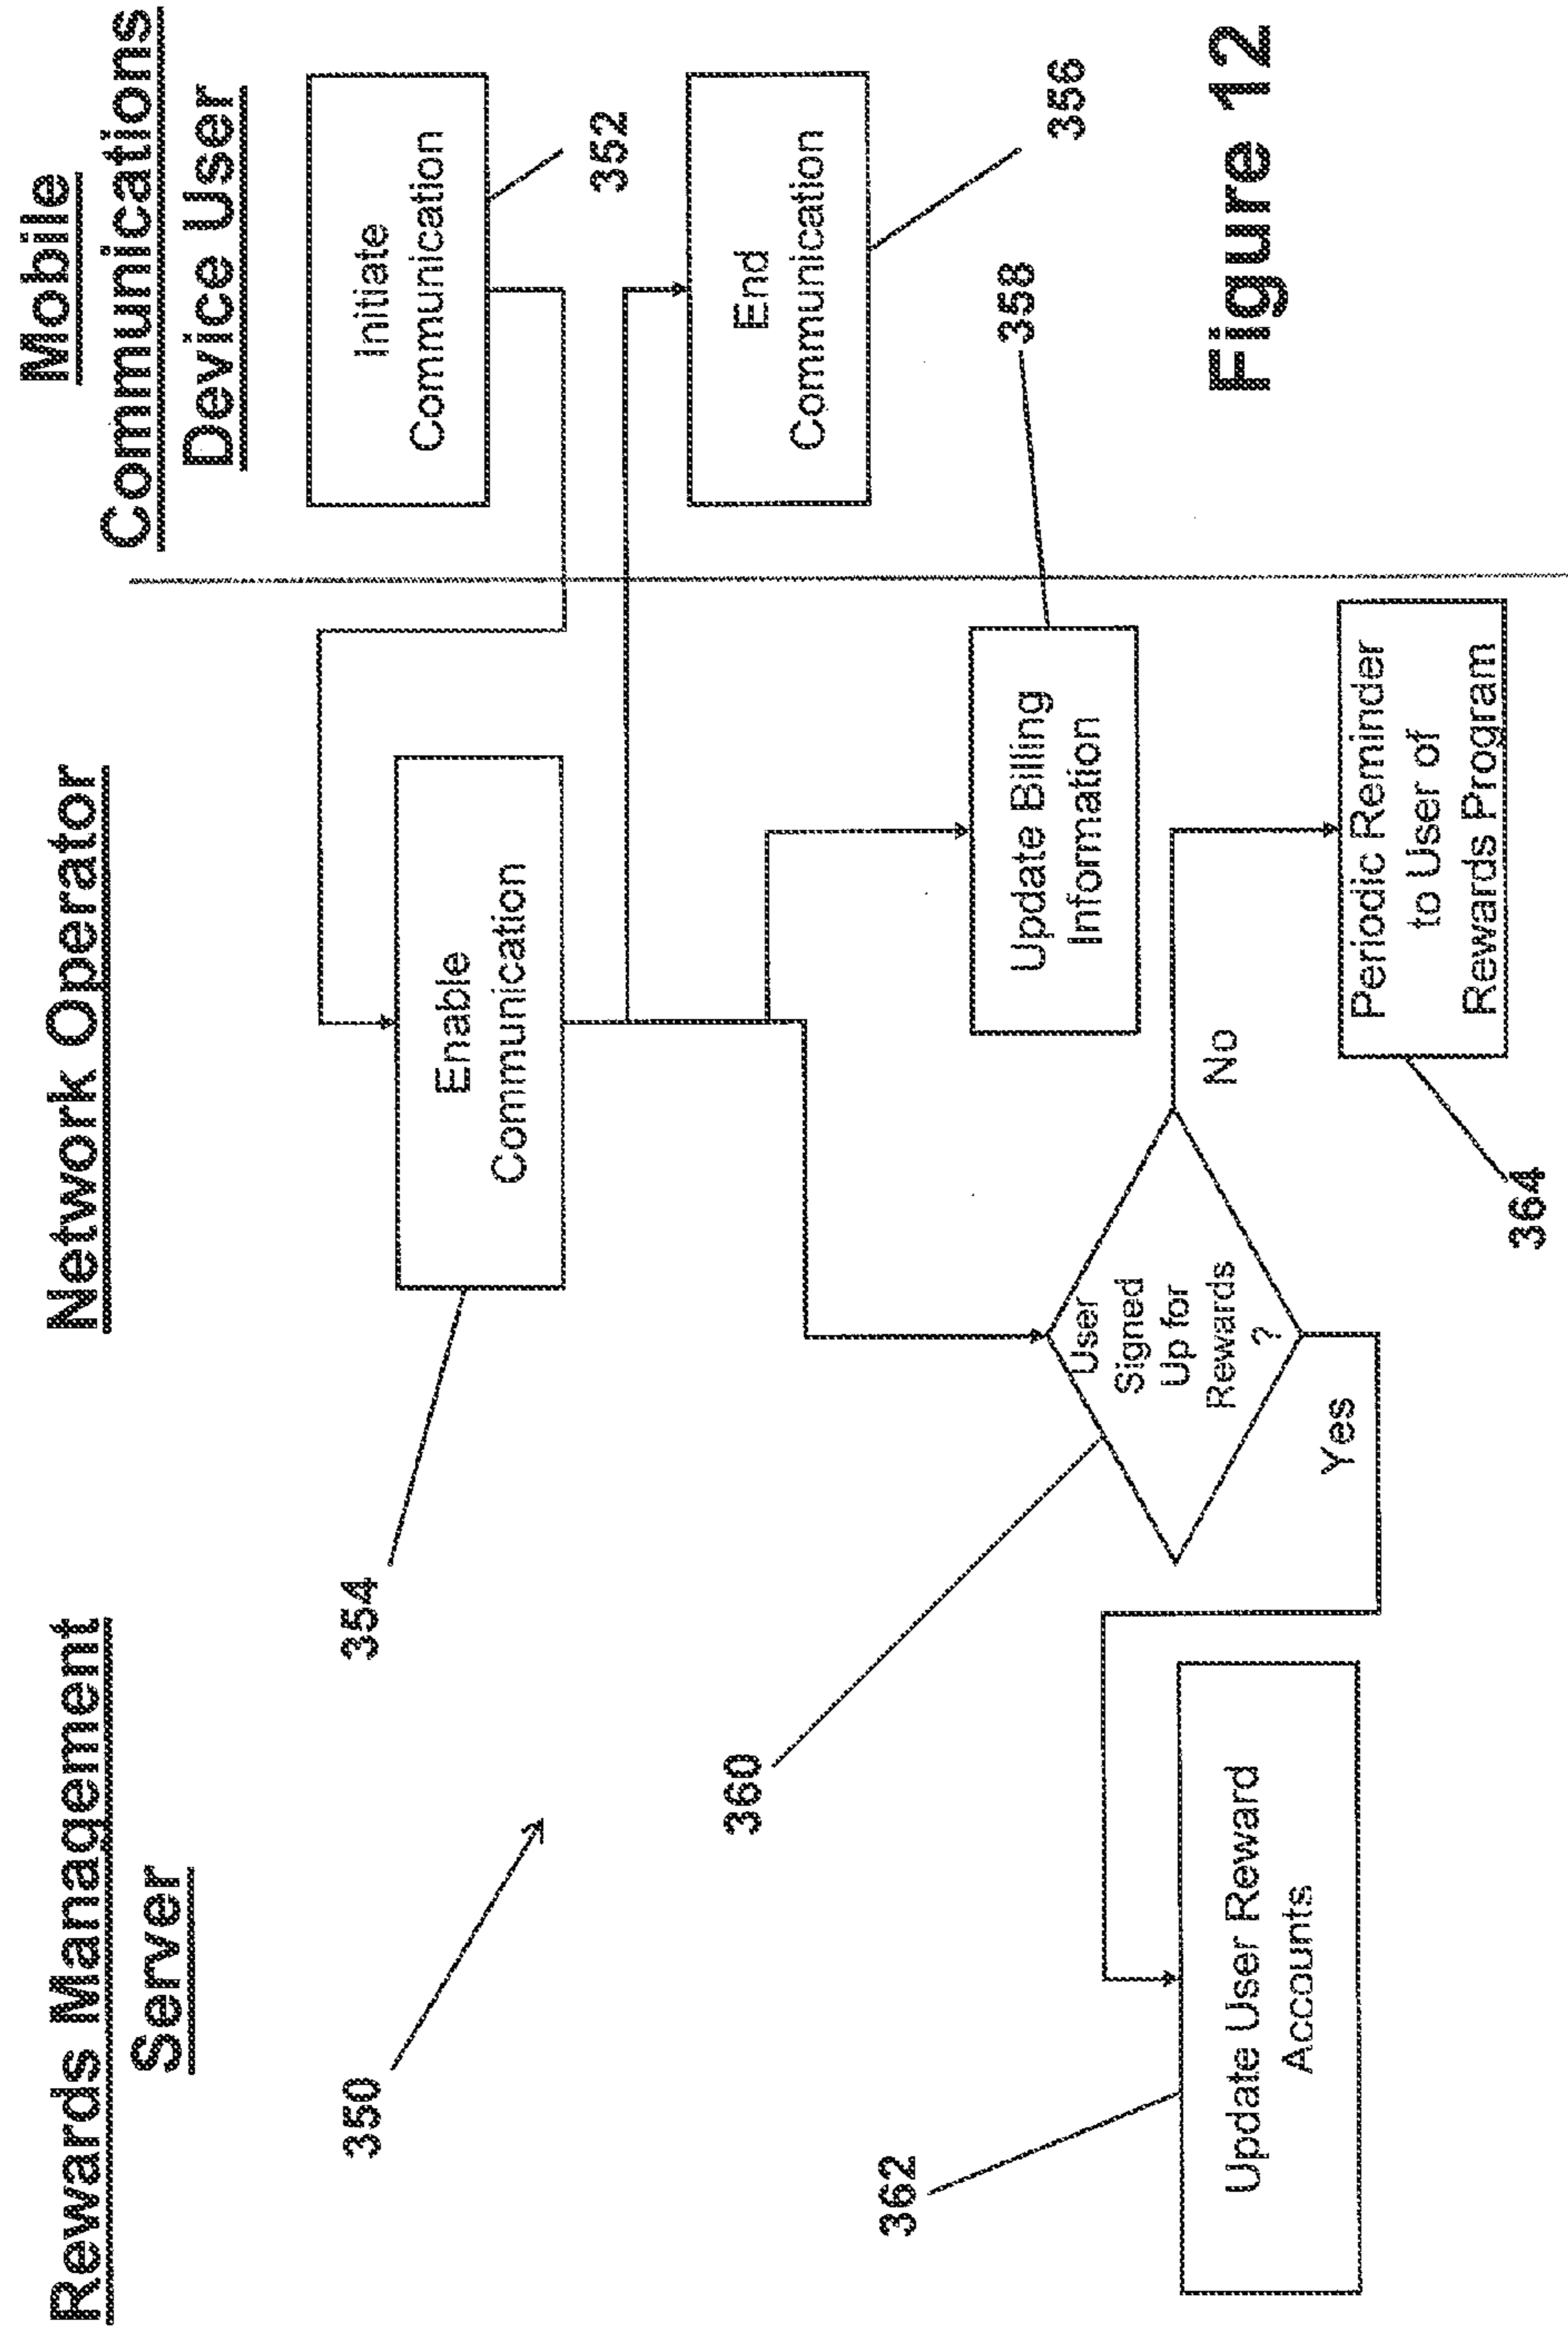 Rewards Management
Server
Network Operator
Mobile
Communications
Device User
350
354
Enable
Communication
Initiate
Communication
352
360
User
Signed
Up for
Rewards
?
Yes
No
Update Billing
Information
358
End
Communication
356
362
Update User Reward
Accounts
364
Periodic Reminder
to User of
Rewards Program
Figure 12